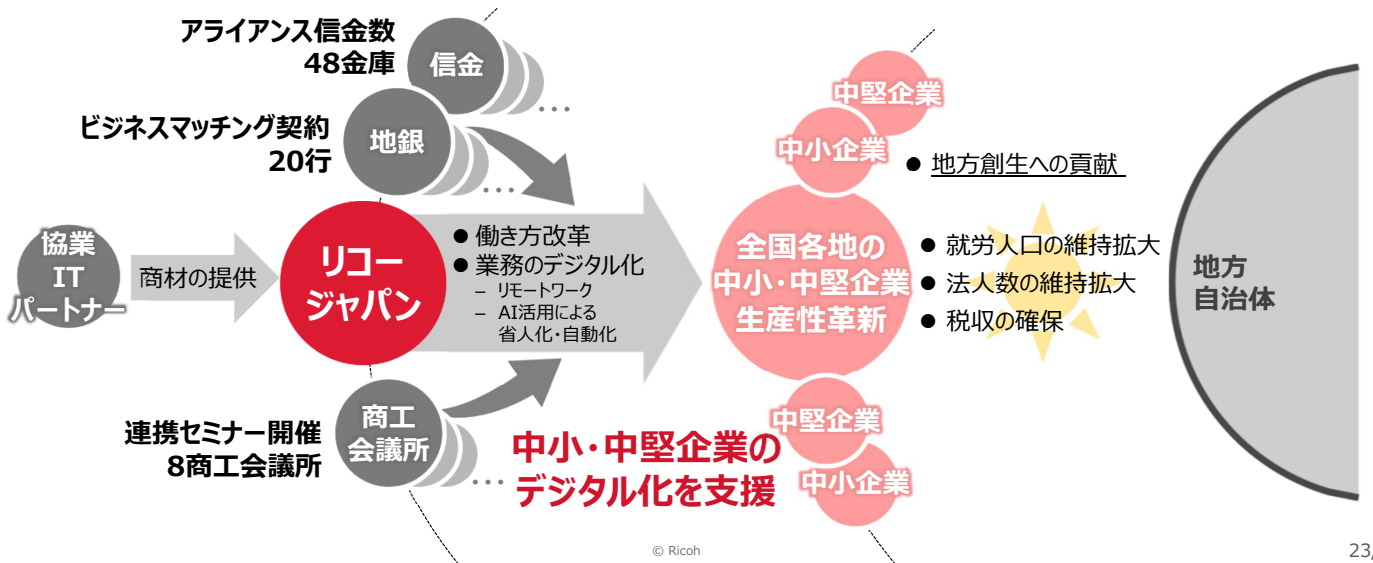 アライアンス信金数
48金庫
信金
...
ビジネスマッチング契約
20行
地銀
...
協業
IT
パートナー
商材の提供
リコー
ジャパン
● 働き方改革
● 業務のデジタル化
– リモートワーク
– AI活用による
省人化・自動化
連携セミナー開催
8商工会議所
商工
会議所
...
中小・中堅企業の
デジタル化を支援
中堅企業
中小企業
全国各地の
中小・中堅企業
生産性革新
中堅企業
中小企業
● 地方創生への貢献
● 就労人口の維持拡大
● 法人数の維持拡大
● 税収の確保
地方
自治体
© Ricoh
23/